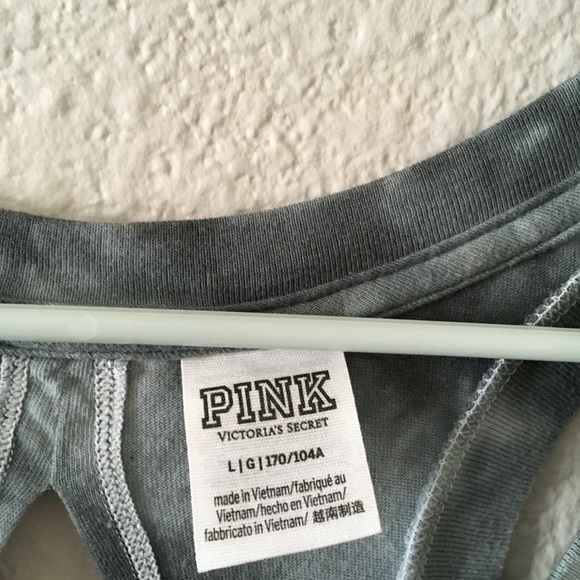 PINK
VICTORIA'S SECRET
L|G|170/104A
made in Vietnam/fabriqué au
Vietnam/hecho en Vietnam/
fabbricato in Vietnam/ 越南制造